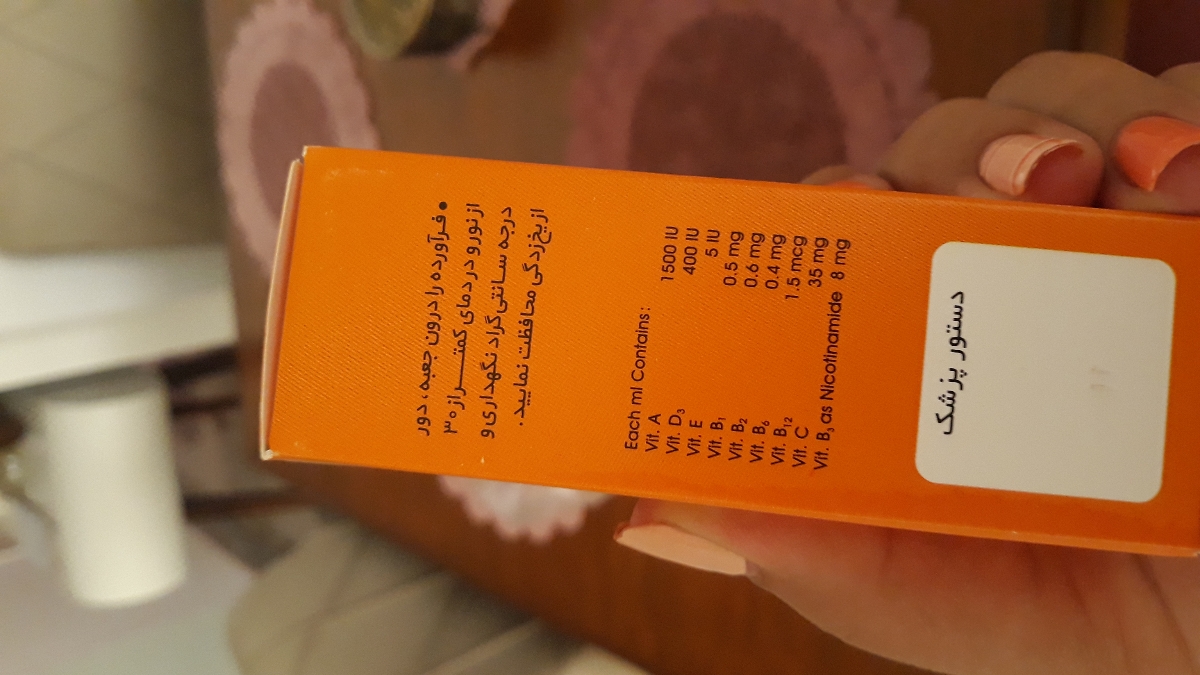 • فرآورده را درون جعبه، دور
از نور و در دمای کمتر از ۳۰
درجه سانتی‌گراد نگهداری و
از یخ‌زدگی محافظت نمایید.
Each ml Contains:
Vit. A 1500 IU
Vit. D₃ 400 IU
Vit. E 5 IU
Vit. B₁ 0.5 mg
Vit. B₂ 0.6 mg
Vit. B₆ 0.4 mg
Vit. B₁₂ 1.5 mcg
Vit. C 35 mg
Vit. B₃ as Nicotinamide 8 mg
دستور پزشک